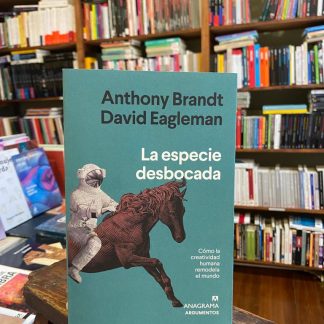 Anthony Brandt
David Eagleman
La especie
desbocada
Cómo la
creatividad
humana
remodela
el mundo
ANAGRAMA
ARGUMENTOS